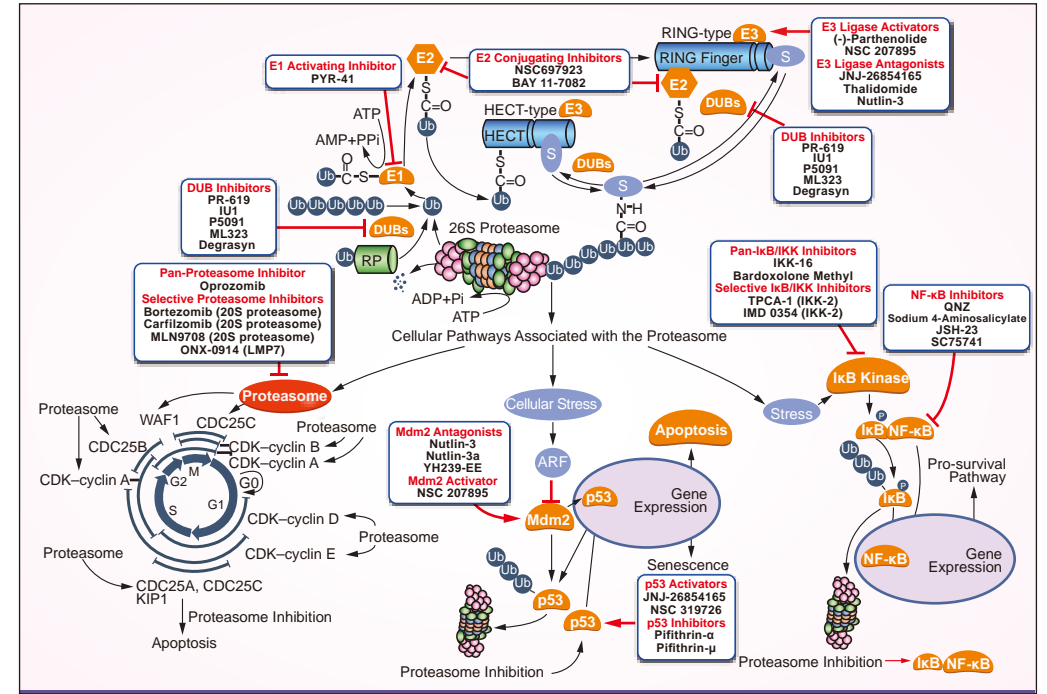 RING-type E3
RING Finger
S
E2
DUBs
S
C=O
Ub
E3 Ligase Activators
(-)-Parthenolide
NSC 207895
E3 Ligase Antagonists
JNJ-26854165
Thalidomide
Nutlin-3
E1 Activating Inhibitor
PYR-41
E2
S
C=O
Ub
E2 Conjugating Inhibitors
NSC697923
BAY 11-7082
HECT-type E3
HECT
S
DUBs
S
C=O
Ub
S
N-H
C=O
Ub Ub Ub Ub
Ub
Ub
Ub
Ub
DUB Inhibitors
PR-619
IU1
P5091
ML323
Degrasyn
ATP
AMP+PPi
O
Ub C S E1
Ub Ub Ub Ub Ub
Ub
DUBs
DUB Inhibitors
PR-619
IU1
P5091
ML323
Degrasyn
Ub
RP
26S Proteasome
ADP+Pi
ATP
Pan-Proteasome Inhibitor
Oprozomib
Selective Proteasome Inhibitors
Bortezomib (20S proteasome)
Carfilzomib (20S proteasome)
MLN9708 (20S proteasome)
ONX-0914 (LMP7)
Cellular Pathways Associated with the Proteasome
Pan-IκB/IKK Inhibitors
IKK-16
Bardoxolone Methyl
Selective IκB/IKK Inhibitors
TPCA-1 (IKK-2)
IMD 0354 (IKK-2)
NF-κB Inhibitors
QNZ
Sodium 4-Aminosalicylate
JSH-23
SC75741
Proteasome
WAF1
CDC25C
Proteasome
CDC25B
Proteasome
CDK–cyclin B
CDK–cyclin A
CDK–cyclin A
M
G2
G0
G1
S
CDK–cyclin D
Proteasome
CDK–cyclin E
Proteasome
CDC25A, CDC25C
KIP1
Proteasome Inhibition
Apoptosis
Cellular Stress
ARF
Mdm2 Antagonists
Nutlin-3
Nutlin-3a
YH239-EE
Mdm2 Activator
NSC 207895
Mdm2
Apoptosis
p53
Gene
Expression
Senescence
Ub
Ub
Ub
p53
p53
Proteasome Inhibition
p53 Activators
JNJ-26854165
NSC 319726
p53 Inhibitors
Pifithrin-α
Pifithrin-μ
Stress
IκB Kinase
P
IκB NF-κB
Ub
Ub
Ub
P
IκB
Pro-survival
Pathway
NF-κB
Gene
Expression
Proteasome Inhibition
IκB NF-κB